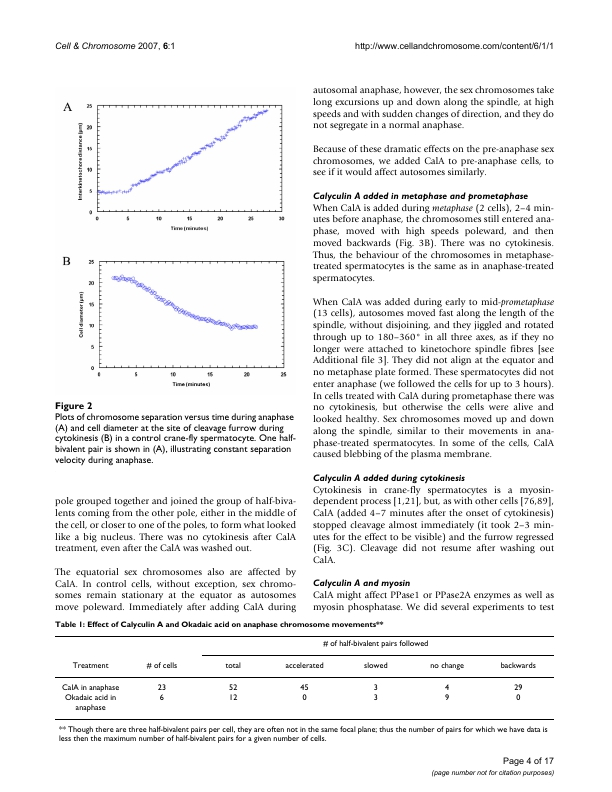 Cell & Chromosome 2007, 6:1
http://www.cellandchromosome.com/content/6/1/1
A
25
20
15
10
5
0
Interkinetochore distance (µm)
0 5 10 15 20 25 30
Time (minutes)
B
25
20
15
10
5
0
Cell diameter (µm)
0 5 10 15 20 25
Time (minutes)
Figure 2
Plots of chromosome separation versus time during anaphase
(A) and cell diameter at the site of cleavage furrow during
cytokinesis (B) in a control crane-fly spermatocyte. One half-
bivalent pair is shown in (A), illustrating constant separation
velocity during anaphase.
pole grouped together and joined the group of half-biva-
lents coming from the other pole, either in the middle of
the cell, or closer to one of the poles, to form what looked
like a big nucleus. There was no cytokinesis after CalA
treatment, even after the CalA was washed out.
The equatorial sex chromosomes also are affected by
CalA. In control cells, without exception, sex chromo-
somes remain stationary at the equator as autosomes
move poleward. Immediately after adding CalA during
autosomal anaphase, however, the sex chromosomes take
long excursions up and down along the spindle, at high
speeds and with sudden changes of direction, and they do
not segregate in a normal anaphase.
Because of these dramatic effects on the pre-anaphase sex
chromosomes, we added CalA to pre-anaphase cells, to
see if it would affect autosomes similarly.
Calyculin A added in metaphase and prometaphase
When CalA is added during metaphase (2 cells), 2–4 min-
utes before anaphase, the chromosomes still entered ana-
phase, moved with high speeds poleward, and then
moved backwards (Fig. 3B). There was no cytokinesis.
Thus, the behaviour of the chromosomes in metaphase-
treated spermatocytes is the same as in anaphase-treated
spermatocytes.
When CalA was added during early to mid-prometaphase
(13 cells), autosomes moved fast along the length of the
spindle, without disjoining, and they jiggled and rotated
through up to 180–360° in all three axes, as if they no
longer were attached to kinetochore spindle fibres [see
Additional file 3]. They did not align at the equator and
no metaphase plate formed. These spermatocytes did not
enter anaphase (we followed the cells for up to 3 hours).
In cells treated with CalA during prometaphase there was
no cytokinesis, but otherwise the cells were alive and
looked healthy. Sex chromosomes moved up and down
along the spindle, similar to their movements in ana-
phase-treated spermatocytes. In some of the cells, CalA
caused blebbing of the plasma membrane.
Calyculin A added during cytokinesis
Cytokinesis in crane-fly spermatocytes is a myosin-
dependent process [1,21], but, as with other cells [76,89],
CalA (added 4–7 minutes after the onset of cytokinesis)
stopped cleavage almost immediately (it took 2–3 min-
utes for the effect to be visible) and the furrow regressed
(Fig. 3C). Cleavage did not resume after washing out
CalA.
Calyculin A and myosin
CalA might affect PPase1 or PPase2A enzymes as well as
myosin phosphatase. We did several experiments to test
Table 1: Effect of Calyculin A and Okadaic acid on anaphase chromosome movements**
# of half-bivalent pairs followed
Treatment # of cells total accelerated slowed no change backwards
CalA in anaphase 23 52 45 3 4 29
Okadaic acid in 6 12 0 3 9 0
anaphase
** Though there are three half-bivalent pairs per cell, they are often not in the same focal plane; thus the number of pairs for which we have data is
less then the maximum number of half-bivalent pairs for a given number of cells.
Page 4 of 17
(page number not for citation purposes)